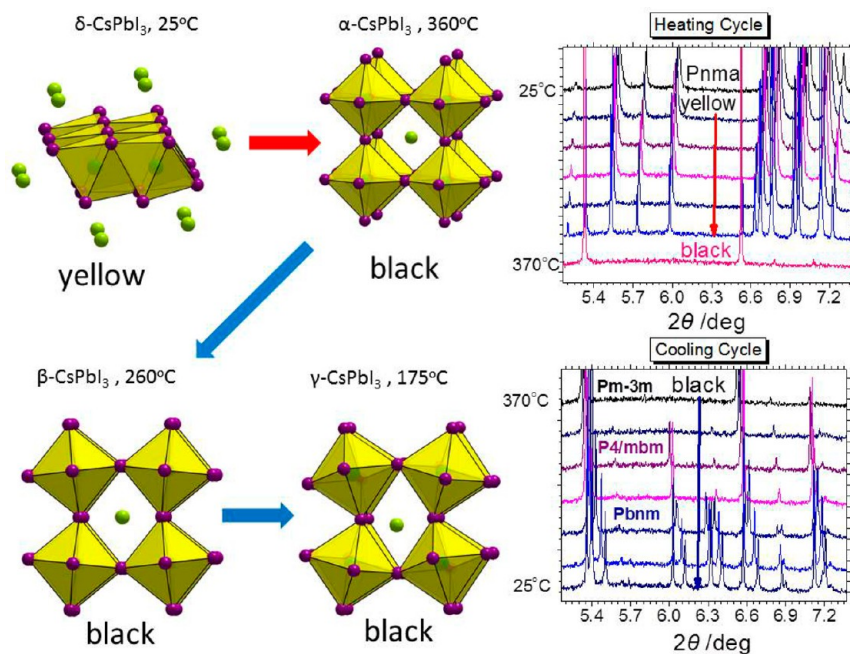 δ-CsPbI₃, 25°C
α-CsPbI₃ , 360°C
yellow
black
β-CsPbI₃ , 260°C
γ-CsPbI₃ , 175°C
black
black
Heating Cycle
25°C
Pnma
yellow
black
370°C
5.4 5.7 6.0 6.3 6.6 6.9 7.2
2θ /deg
Cooling Cycle
370°C
Pm-3m
black
P4/mbm
Pbnm
25°C
5.4 5.7 6.0 6.3 6.6 6.9 7.2
2θ /deg